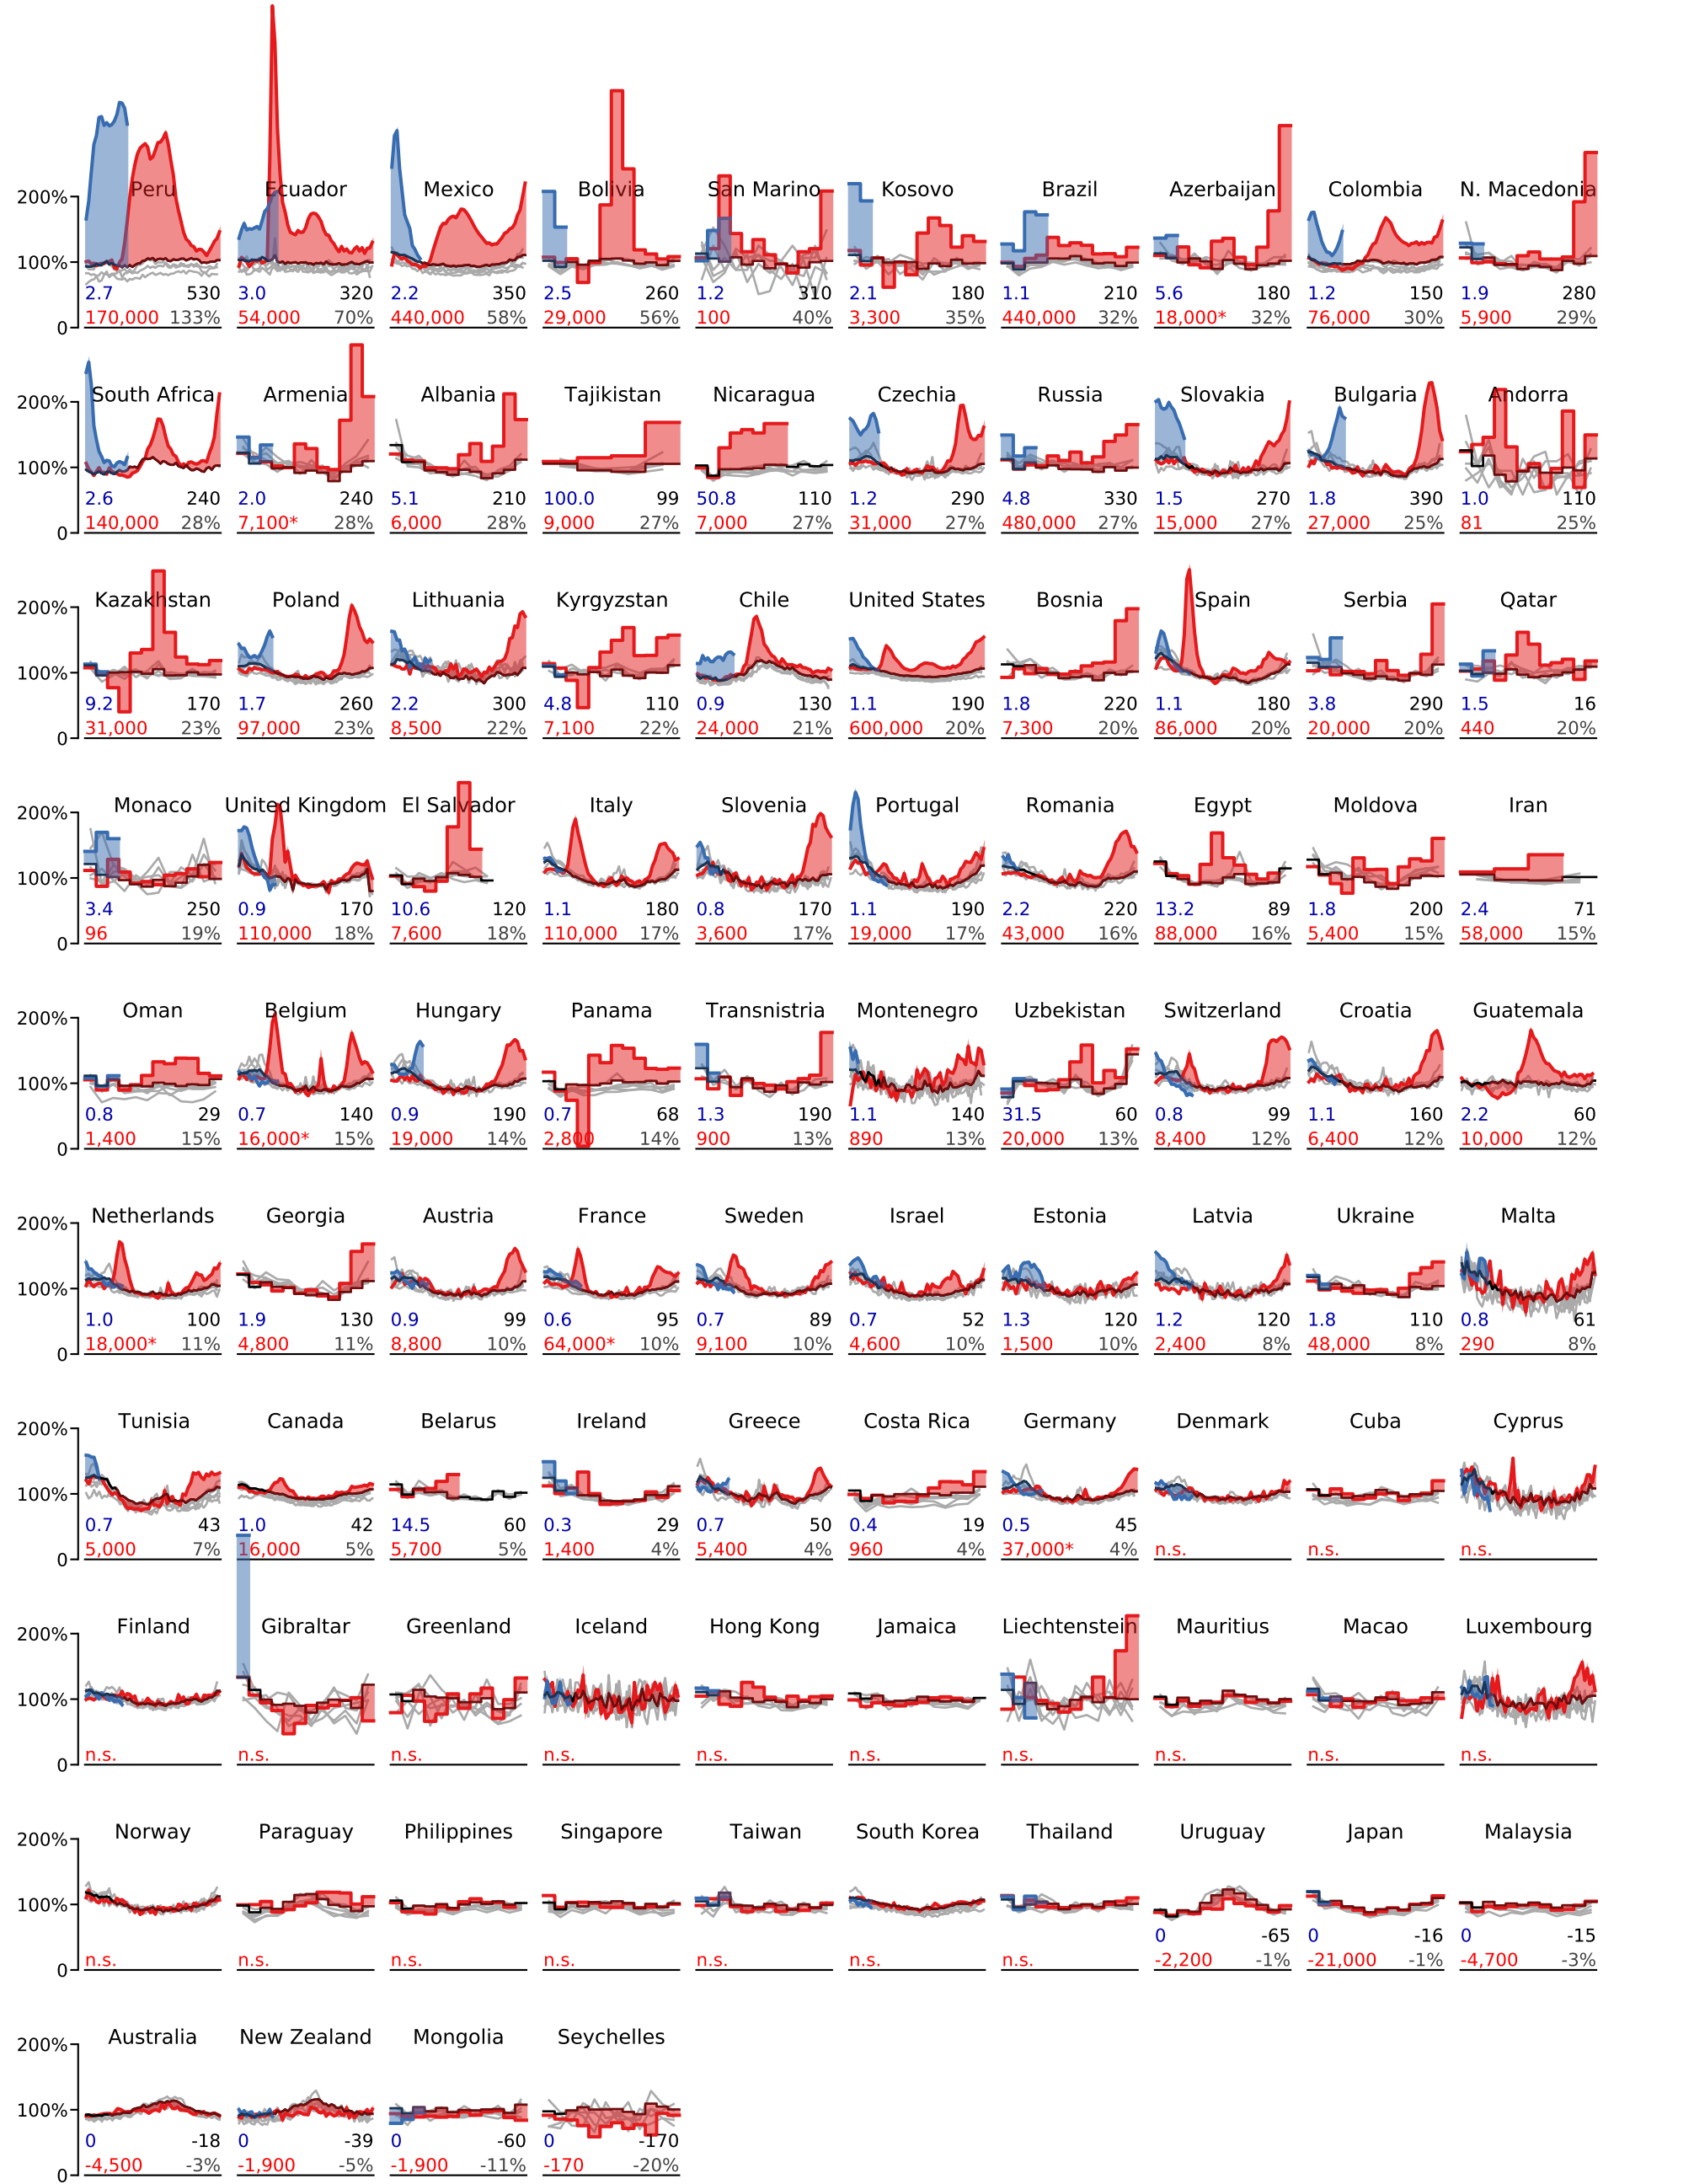 Peru Ecuador Mexico Bolivia San Marino Kosovo Brazil Azerbaijan Colombia N. Macedonia
200%
100%
2.7 530 3.0 320 2.2 350 2.5 260 1.2 310 2.1 180 1.1 210 5.6 180 1.2 150 1.9 280
170,000 133% 54,000 70% 440,000 58% 29,000 56% 100 40% 3,300 35% 440,000 32% 18,000* 32% 76,000 30% 5,900 29%
0
South Africa Armenia Albania Tajikistan Nicaragua Czechia Russia Slovakia Bulgaria Andorra
200%
100%
2.6 240 2.0 240 5.1 210 100.0 99 50.8 110 1.2 290 4.8 330 1.5 270 1.8 390 1.0 110
140,000 28% 7,100* 28% 6,000 28% 9,000 27% 7,000 27% 31,000 27% 480,000 27% 15,000 27% 27,000 25% 81 25%
0
Kazakhstan Poland Lithuania Kyrgyzstan Chile United States Bosnia Spain Serbia Qatar
200%
100%
9.2 170 1.7 260 2.2 300 4.8 110 0.9 130 1.1 190 1.8 220 1.1 180 3.8 290 1.5 16
31,000 23% 97,000 23% 8,500 22% 7,100 22% 24,000 21% 600,000 20% 7,300 20% 86,000 20% 20,000 20% 440 20%
0
Monaco United Kingdom El Salvador Italy Slovenia Portugal Romania Egypt Moldova Iran
200%
100%
3.4 250 0.9 170 10.6 120 1.1 180 0.8 170 1.1 190 2.2 220 13.2 89 1.8 200 2.4 71
96 19% 110,000 18% 7,600 18% 110,000 17% 3,600 17% 19,000 17% 43,000 16% 88,000 16% 5,400 15% 58,000 15%
0
Oman Belgium Hungary Panama Transnistria Montenegro Uzbekistan Switzerland Croatia Guatemala
200%
100%
0.8 29 0.7 140 0.9 190 0.7 68 1.3 190 1.1 140 31.5 60 0.8 99 1.1 160 2.2 60
1,400 15% 16,000* 15% 19,000 14% 2,800 14% 900 13% 890 13% 20,000 13% 8,400 12% 6,400 12% 10,000 12%
0
Netherlands Georgia Austria France Sweden Israel Estonia Latvia Ukraine Malta
200%
100%
1.0 100 1.9 130 0.9 99 0.6 95 0.7 89 0.7 52 1.3 120 1.2 120 1.8 110 0.8 61
18,000* 11% 4,800 11% 8,800 10% 64,000* 10% 9,100 10% 4,600 10% 1,500 10% 2,400 8% 48,000 8% 290 8%
0
Tunisia Canada Belarus Ireland Greece Costa Rica Germany Denmark Cuba Cyprus
200%
100%
0.7 43 1.0 42 14.5 60 0.3 29 0.7 50 0.4 19 0.5 45
5,000 7% 16,000 5% 5,700 5% 1,400 4% 5,400 4% 960 4% 37,000* 4% n.s. n.s. n.s.
0
Finland Gibraltar Greenland Iceland Hong Kong Jamaica Liechtenstein Mauritius Macao Luxembourg
200%
100%
n.s. n.s. n.s. n.s. n.s. n.s. n.s. n.s. n.s. n.s.
0
Norway Paraguay Philippines Singapore Taiwan South Korea Thailand Uruguay Japan Malaysia
200%
100%
0 -65 0 -16 0 -15
n.s. n.s. n.s. n.s. n.s. n.s. n.s. -2,200 -1% -21,000 -1% -4,700 -3%
0
Australia New Zealand Mongolia Seychelles
200%
100%
0 -18 0 -39 0 -60 0 -170
-4,500 -3% -1,900 -5% -1,900 -11% -170 -20%
0